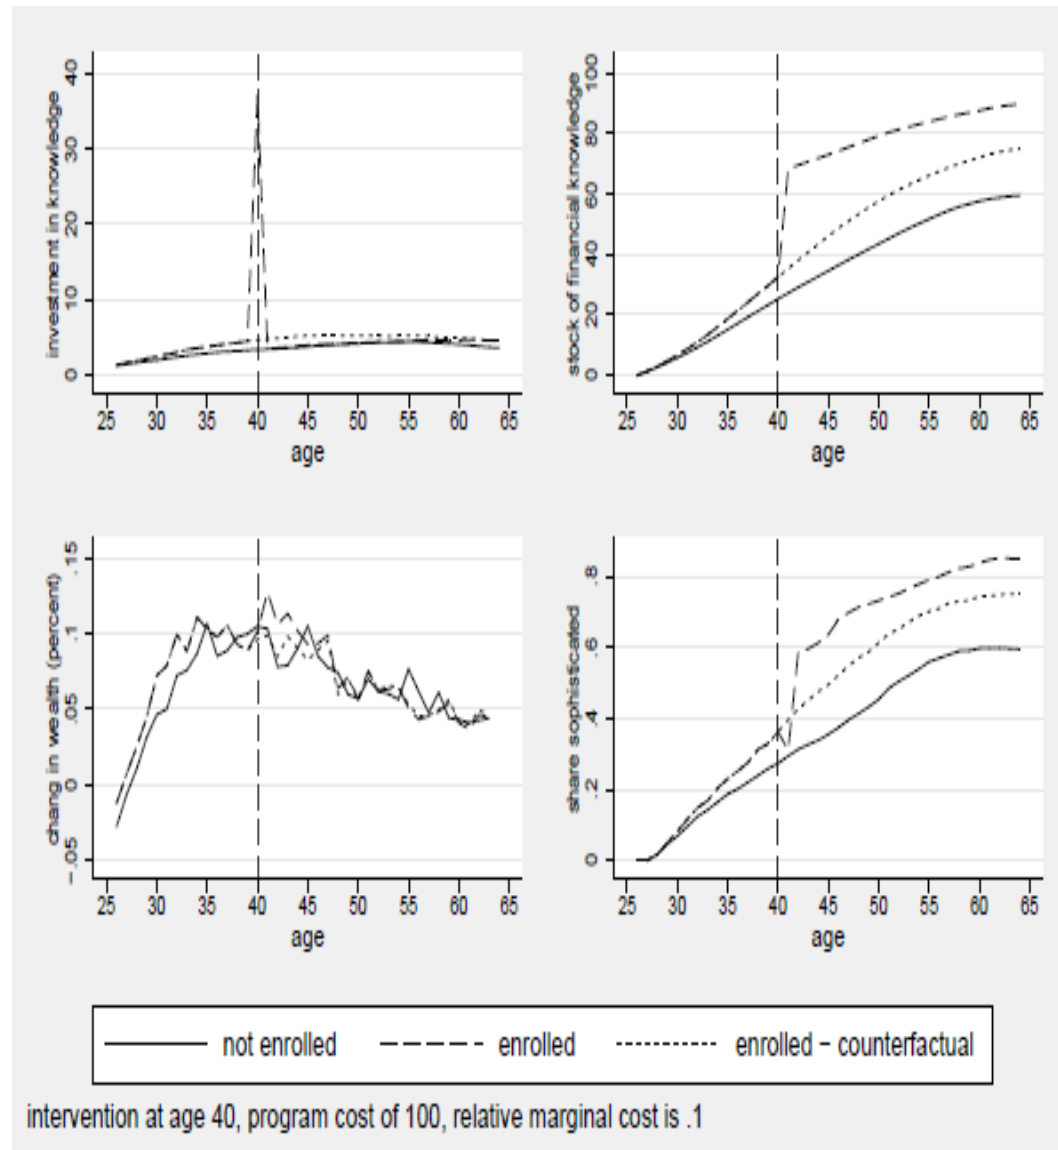 investment in knowledge
0 10 20 30 40
25 30 35 40 45 50 55 60 65
age
stock of financial knowledge
0 20 40 60 80 100
25 30 35 40 45 50 55 60 65
age
chang in wealth (percent)
-.05 0 .05 .1 .15
25 30 35 40 45 50 55 60 65
age
share sophisticated
0 .2 .4 .6 .8
25 30 35 40 45 50 55 60 65
age
not enrolled enrolled enrolled - counterfactual
intervention at age 40, program cost of 100, relative marginal cost is .1